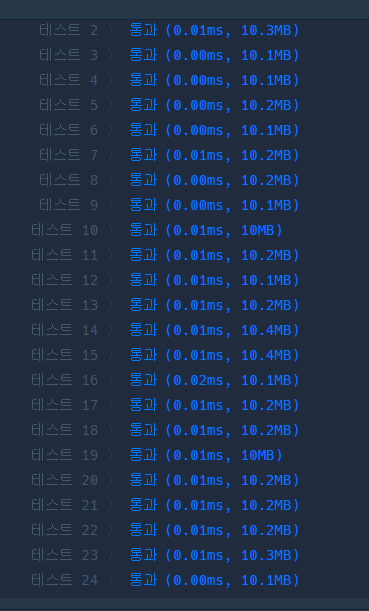 테스트 2 〉 통과 (0.01ms, 10.3MB)
테스트 3 〉 통과 (0.00ms, 10.1MB)
테스트 4 〉 통과 (0.00ms, 10.1MB)
테스트 5 〉 통과 (0.00ms, 10.2MB)
테스트 6 〉 통과 (0.00ms, 10.1MB)
테스트 7 〉 통과 (0.01ms, 10.2MB)
테스트 8 〉 통과 (0.00ms, 10.2MB)
테스트 9 〉 통과 (0.00ms, 10.1MB)
테스트 10 〉 통과 (0.01ms, 10MB)
테스트 11 〉 통과 (0.01ms, 10.2MB)
테스트 12 〉 통과 (0.01ms, 10.1MB)
테스트 13 〉 통과 (0.01ms, 10.2MB)
테스트 14 〉 통과 (0.01ms, 10.4MB)
테스트 15 〉 통과 (0.01ms, 10.4MB)
테스트 16 〉 통과 (0.02ms, 10.1MB)
테스트 17 〉 통과 (0.01ms, 10.2MB)
테스트 18 〉 통과 (0.01ms, 10.2MB)
테스트 19 〉 통과 (0.01ms, 10MB)
테스트 20 〉 통과 (0.01ms, 10.2MB)
테스트 21 〉 통과 (0.01ms, 10.2MB)
테스트 22 〉 통과 (0.01ms, 10.2MB)
테스트 23 〉 통과 (0.01ms, 10.3MB)
테스트 24 〉 통과 (0.00ms, 10.1MB)